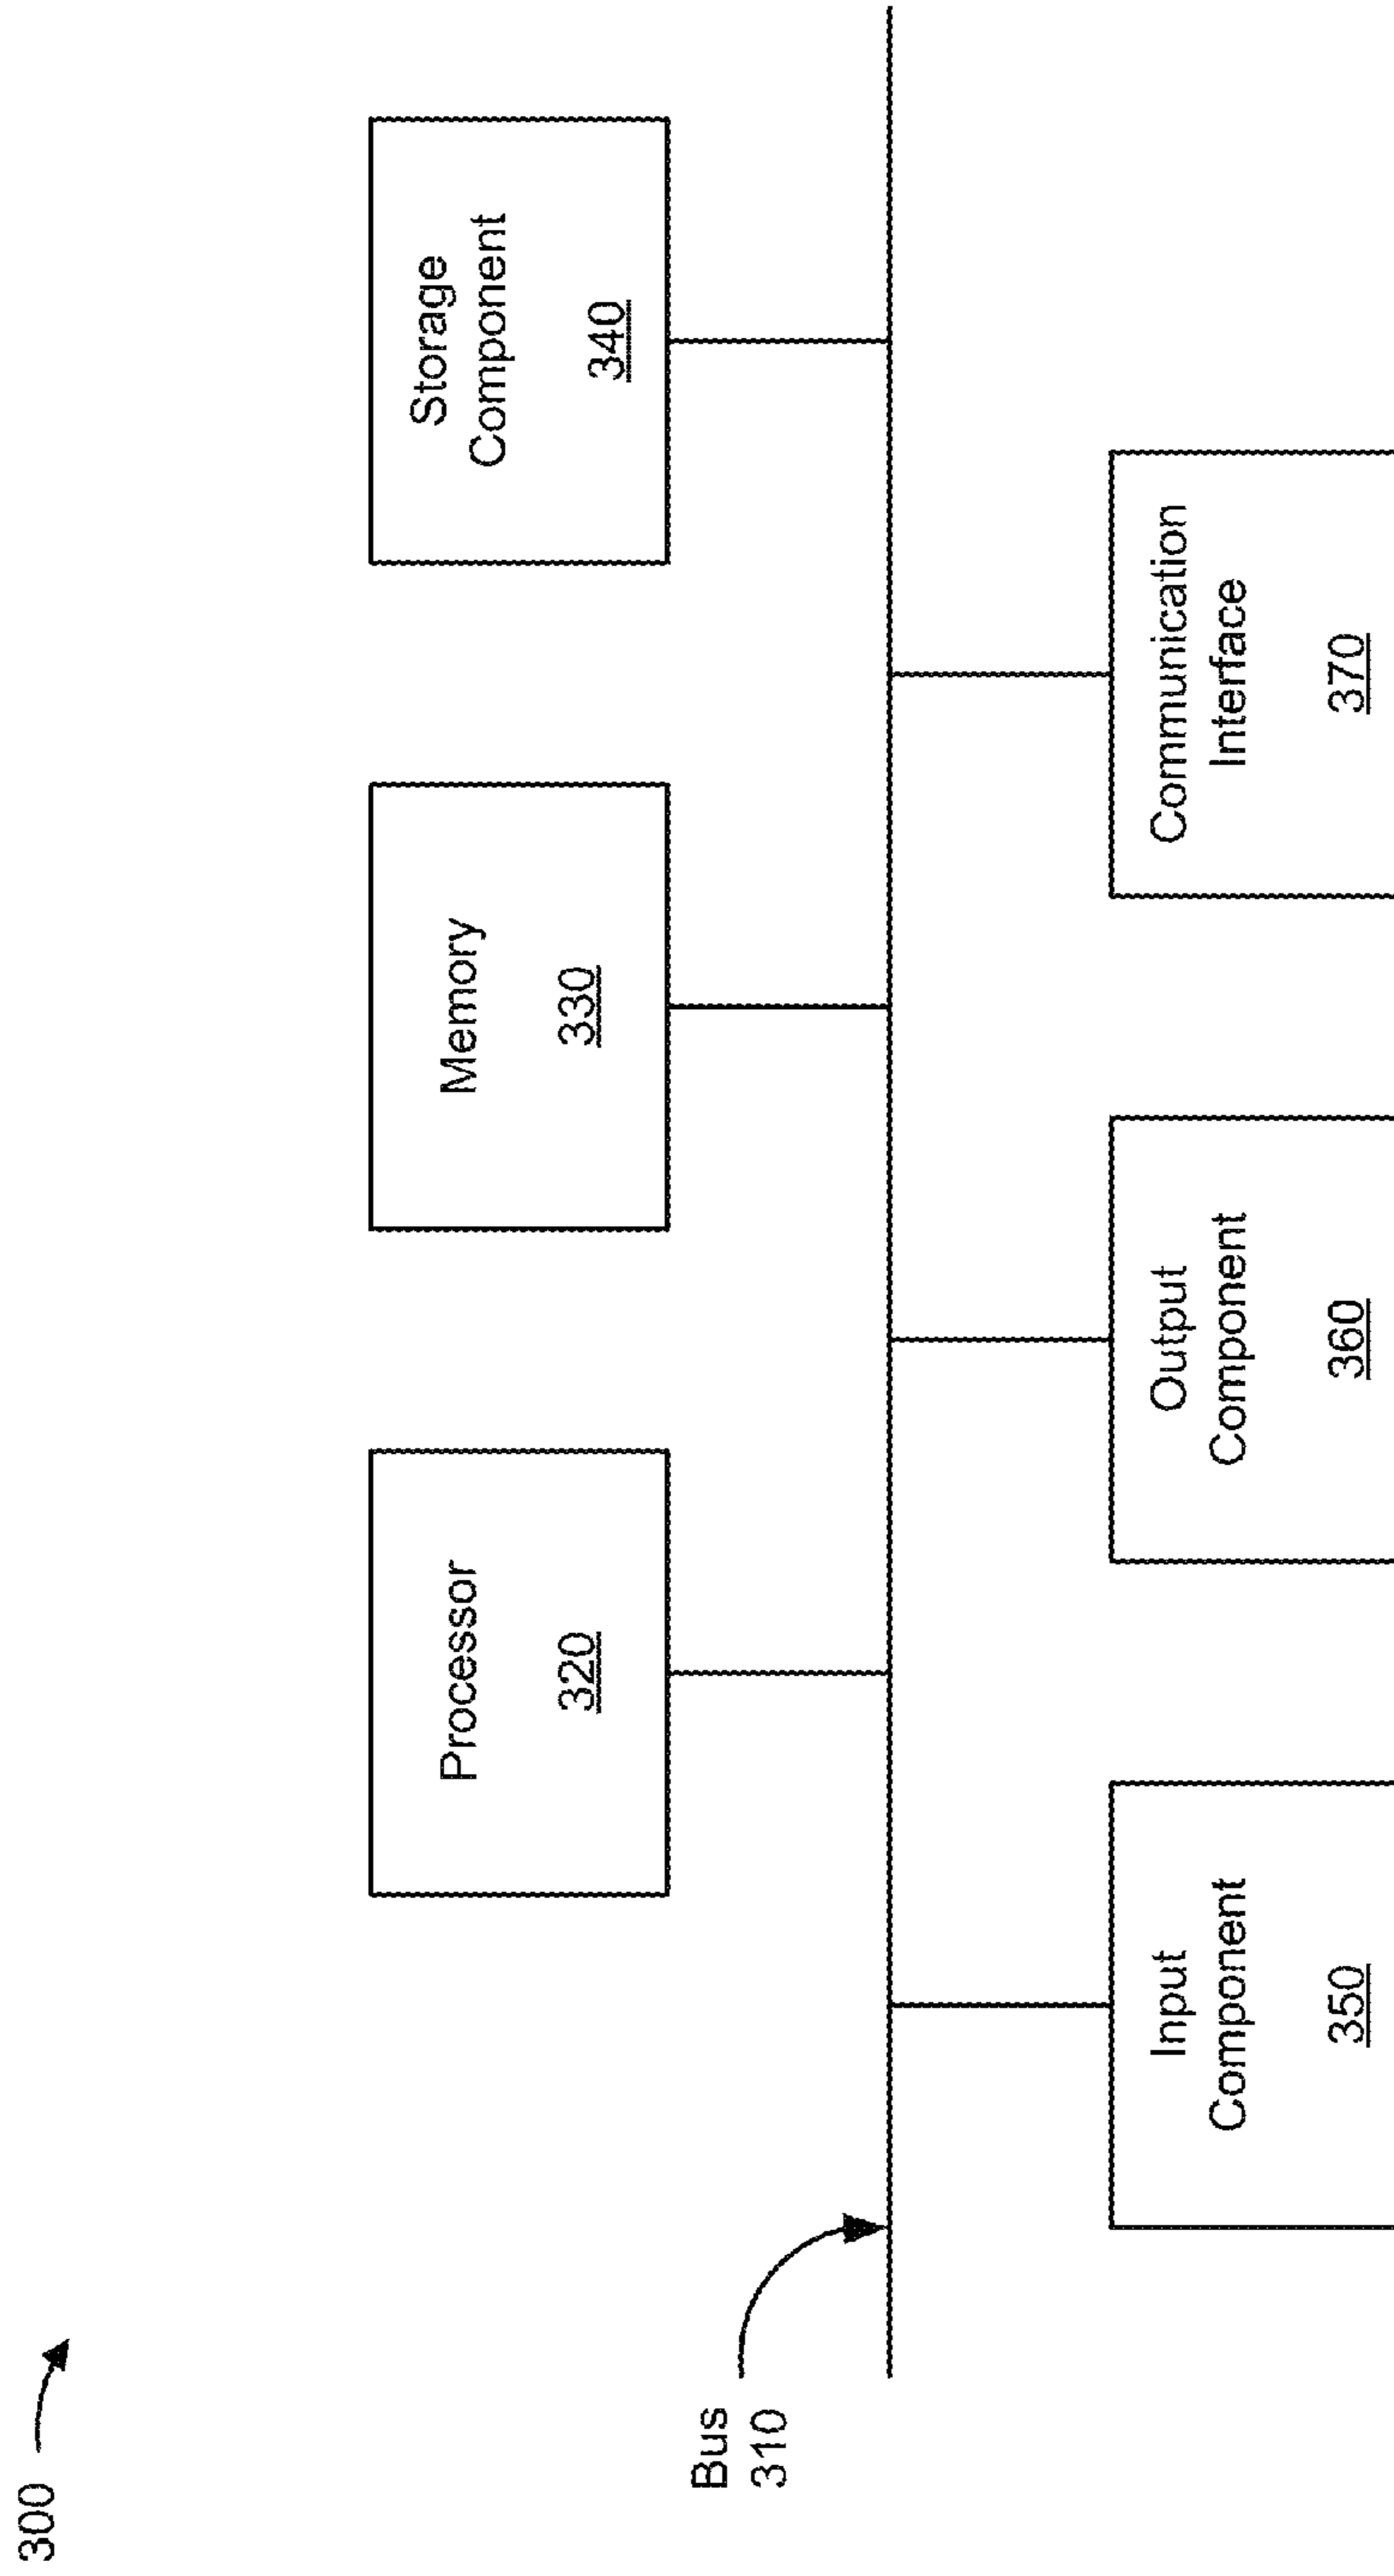 300
Processor
320
Memory
330
Storage
Component
340
Bus
310
Input
Component
350
Output
Component
360
Communication
Interface
370